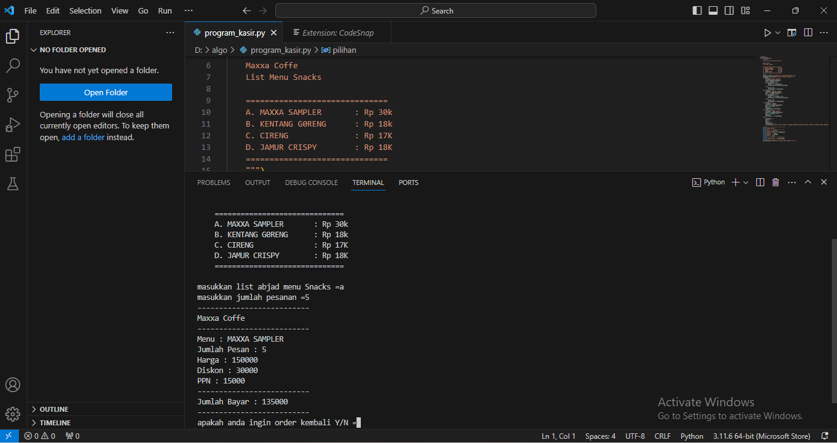 File Edit Selection View Go Run ··· Search
EXPLORER ···
program_kasir.py Extension: CodeSnap
NO FOLDER OPENED
D: > algo > program_kasir.py > pilihan
You have not yet opened a folder.
Open Folder
Opening a folder will close all
currently open editors. To keep them
open, add a folder instead.
6 Maxxa Coffe
7 List Menu Snacks
8
9 ==============================
10 A. MAXXA SAMPLER : Rp 30k
11 B. KENTANG G0RENG : Rp 18k
12 C. CIRENG : Rp 17K
13 D. JAMUR CRISPY : Rp 18K
14 ==============================
15 """)
PROBLEMS OUTPUT DEBUG CONSOLE TERMINAL PORTS Python
==============================
A. MAXXA SAMPLER : Rp 30k
B. KENTANG G0RENG : Rp 18k
C. CIRENG : Rp 17K
D. JAMUR CRISPY : Rp 18K
==============================
masukkan list abjad menu Snacks =a
masukkan jumlah pesanan =5
--------------------------
Maxxa Coffe
--------------------------
Menu : MAXXA SAMPLER
Jumlah Pesan : 5
Harga : 150000
Diskon : 30000
PPN : 15000
--------------------------
Jumlah Bayar : 135000
--------------------------
apakah anda ingin order kembali Y/N =
Activate Windows
Go to Settings to activate Windows.
OUTLINE
TIMELINE
0 0 0 Ln 1, Col 1 Spaces: 4 UTF-8 CRLF Python 3.11.6 64-bit (Microsoft Store)